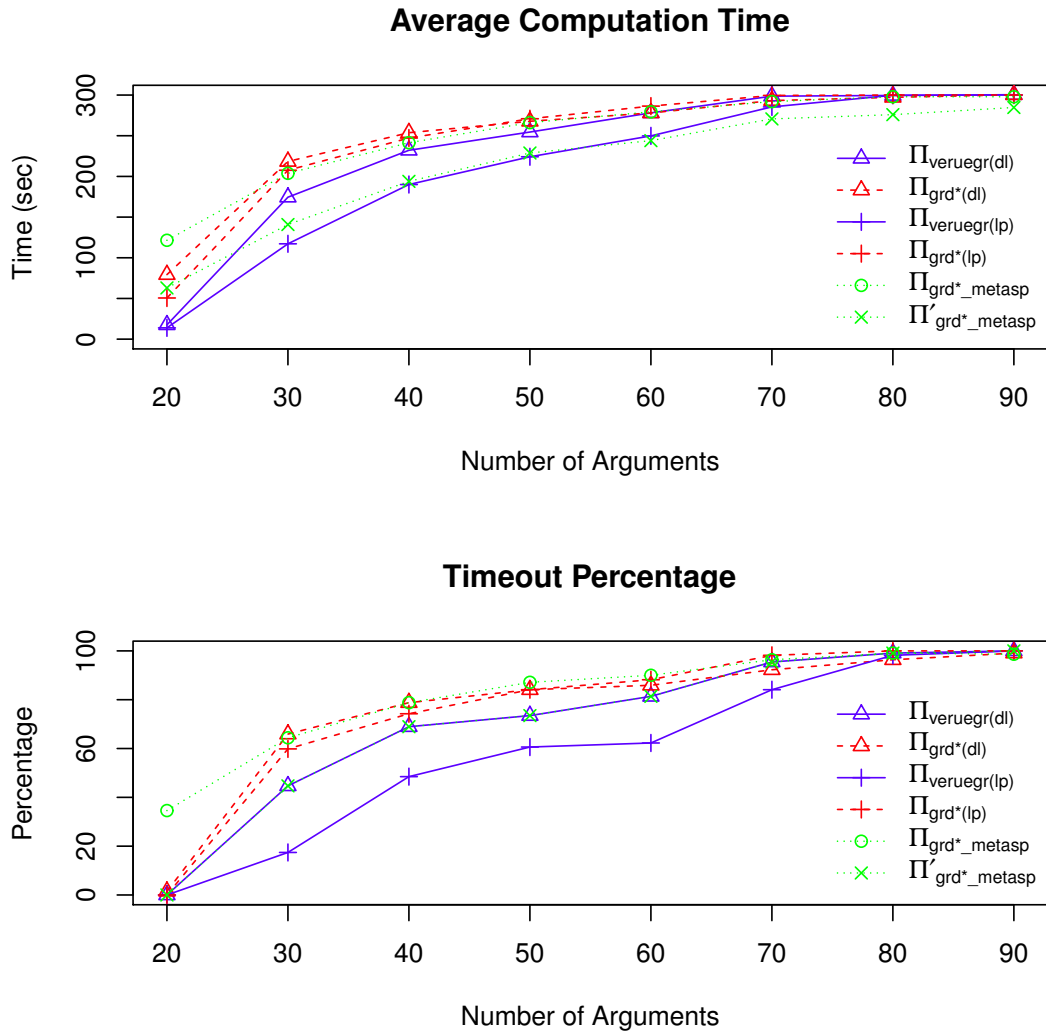 Average Computation Time
Time (sec)
300
200
100
0
Πveruegr(dl)
Πgrd*(dl)
Πveruegr(lp)
Πgrd*(lp)
Πgrd*_metasp
Π′grd*_metasp
20 30 40 50 60 70 80 90
Number of Arguments
Timeout Percentage
Percentage
100
60
20
0
Πveruegr(dl)
Πgrd*(dl)
Πveruegr(lp)
Πgrd*(lp)
Πgrd*_metasp
Π′grd*_metasp
20 30 40 50 60 70 80 90
Number of Arguments